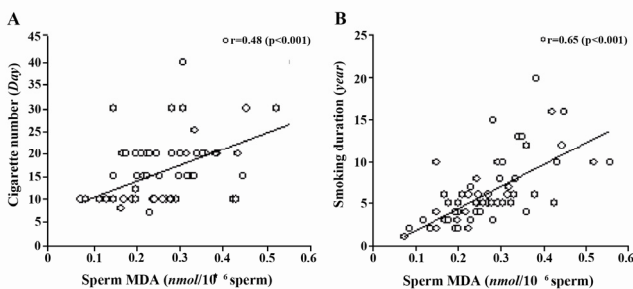 A
r=0.48 (p<0.001)
Cigarette number (Day)
45
40
35
30
25
20
15
10
5
0
0 0.1 0.2 0.3 0.4 0.5 0.6
Sperm MDA (nmol/10 6 sperm)
B
r=0.65 (p<0.001)
Smoking duration (year)
25
20
15
10
5
0
0 0.1 0.2 0.3 0.4 0.5 0.6
Sperm MDA (nmol/10 6 sperm)